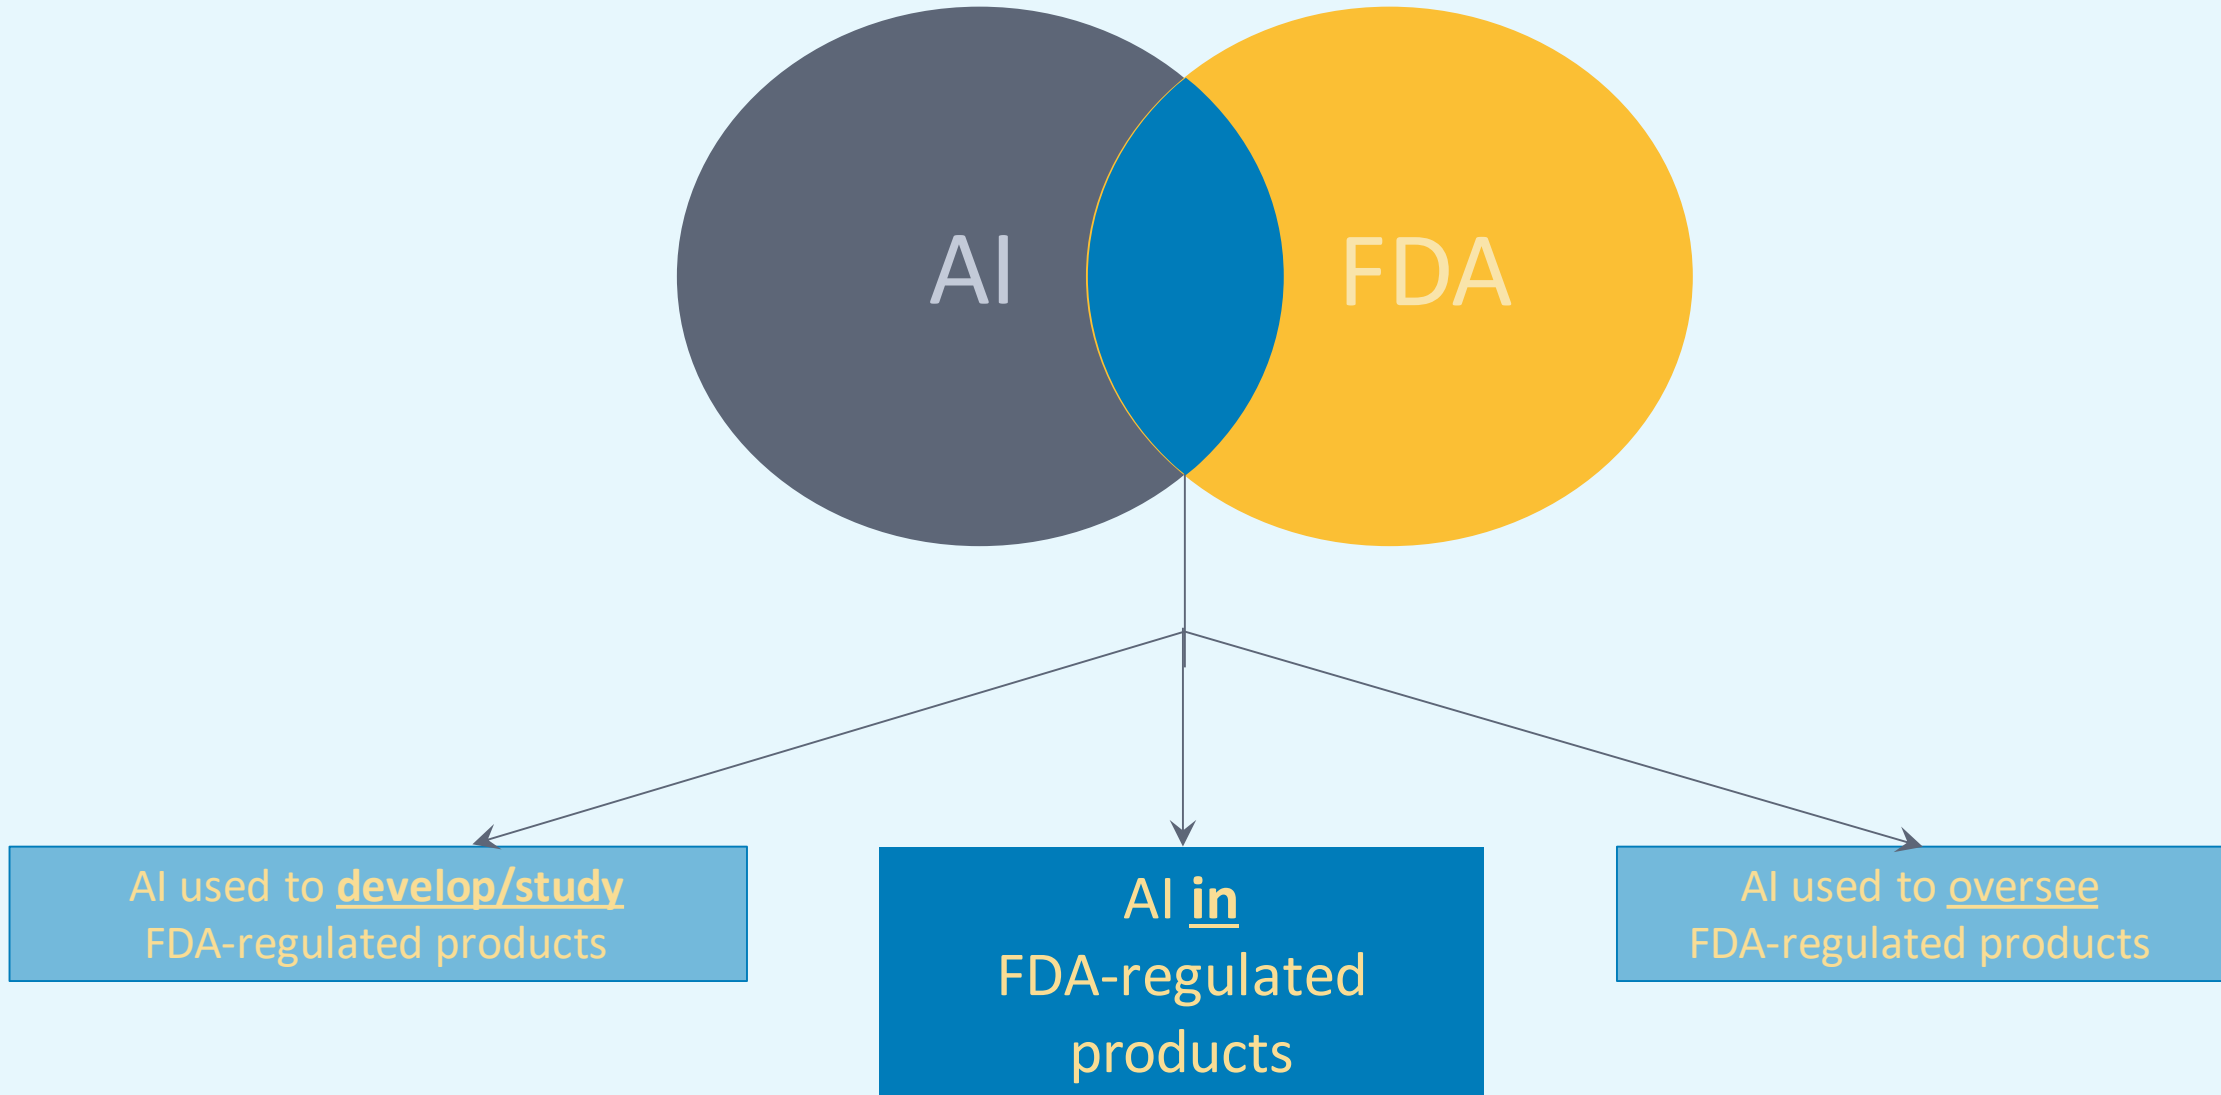 AI
FDA
AI used to develop/study
FDA-regulated products
AI in
FDA-regulated
products
AI used to oversee
FDA-regulated products